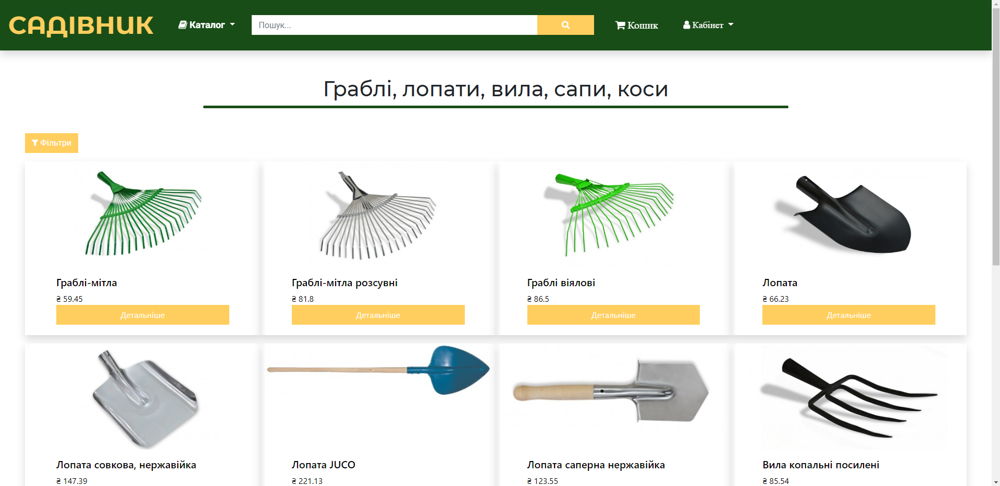 САДІВНИК
Каталог
Пошук...
Кошик
Кабінет
Граблі, лопати, вила, сапи, коси
Фільтри
Граблі-мітла
₴ 59.45
Детальніше
Граблі-мітла розсувні
₴ 81.8
Детальніше
Граблі віялові
₴ 86.5
Детальніше
Лопата
₴ 66.23
Детальніше
Лопата совкова, нержавійка
₴ 147.39
Лопата JUCO
₴ 221.13
Лопата саперна нержавійка
₴ 123.55
Вила копальні посилені
₴ 85.54